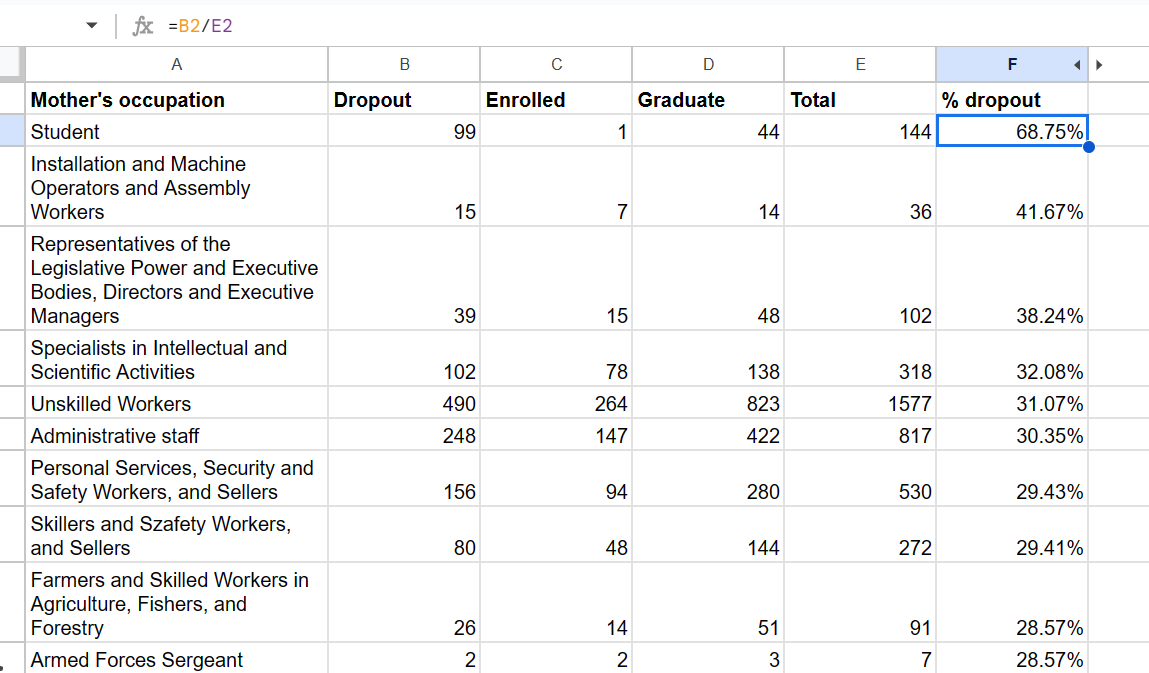 fx =B2/E2
A B C D E F
Mother's occupation Dropout Enrolled Graduate Total % dropout
Student 99 1 44 144 68.75%
Installation and Machine
Operators and Assembly
Workers 15 7 14 36 41.67%
Representatives of the
Legislative Power and Executive
Bodies, Directors and Executive
Managers 39 15 48 102 38.24%
Specialists in Intellectual and
Scientific Activities 102 78 138 318 32.08%
Unskilled Workers 490 264 823 1577 31.07%
Administrative staff 248 147 422 817 30.35%
Personal Services, Security and
Safety Workers, and Sellers 156 94 280 530 29.43%
Skillers and Szafety Workers,
and Sellers 80 48 144 272 29.41%
Farmers and Skilled Workers in
Agriculture, Fishers, and
Forestry 26 14 51 91 28.57%
Armed Forces Sergeant 2 2 3 7 28.57%